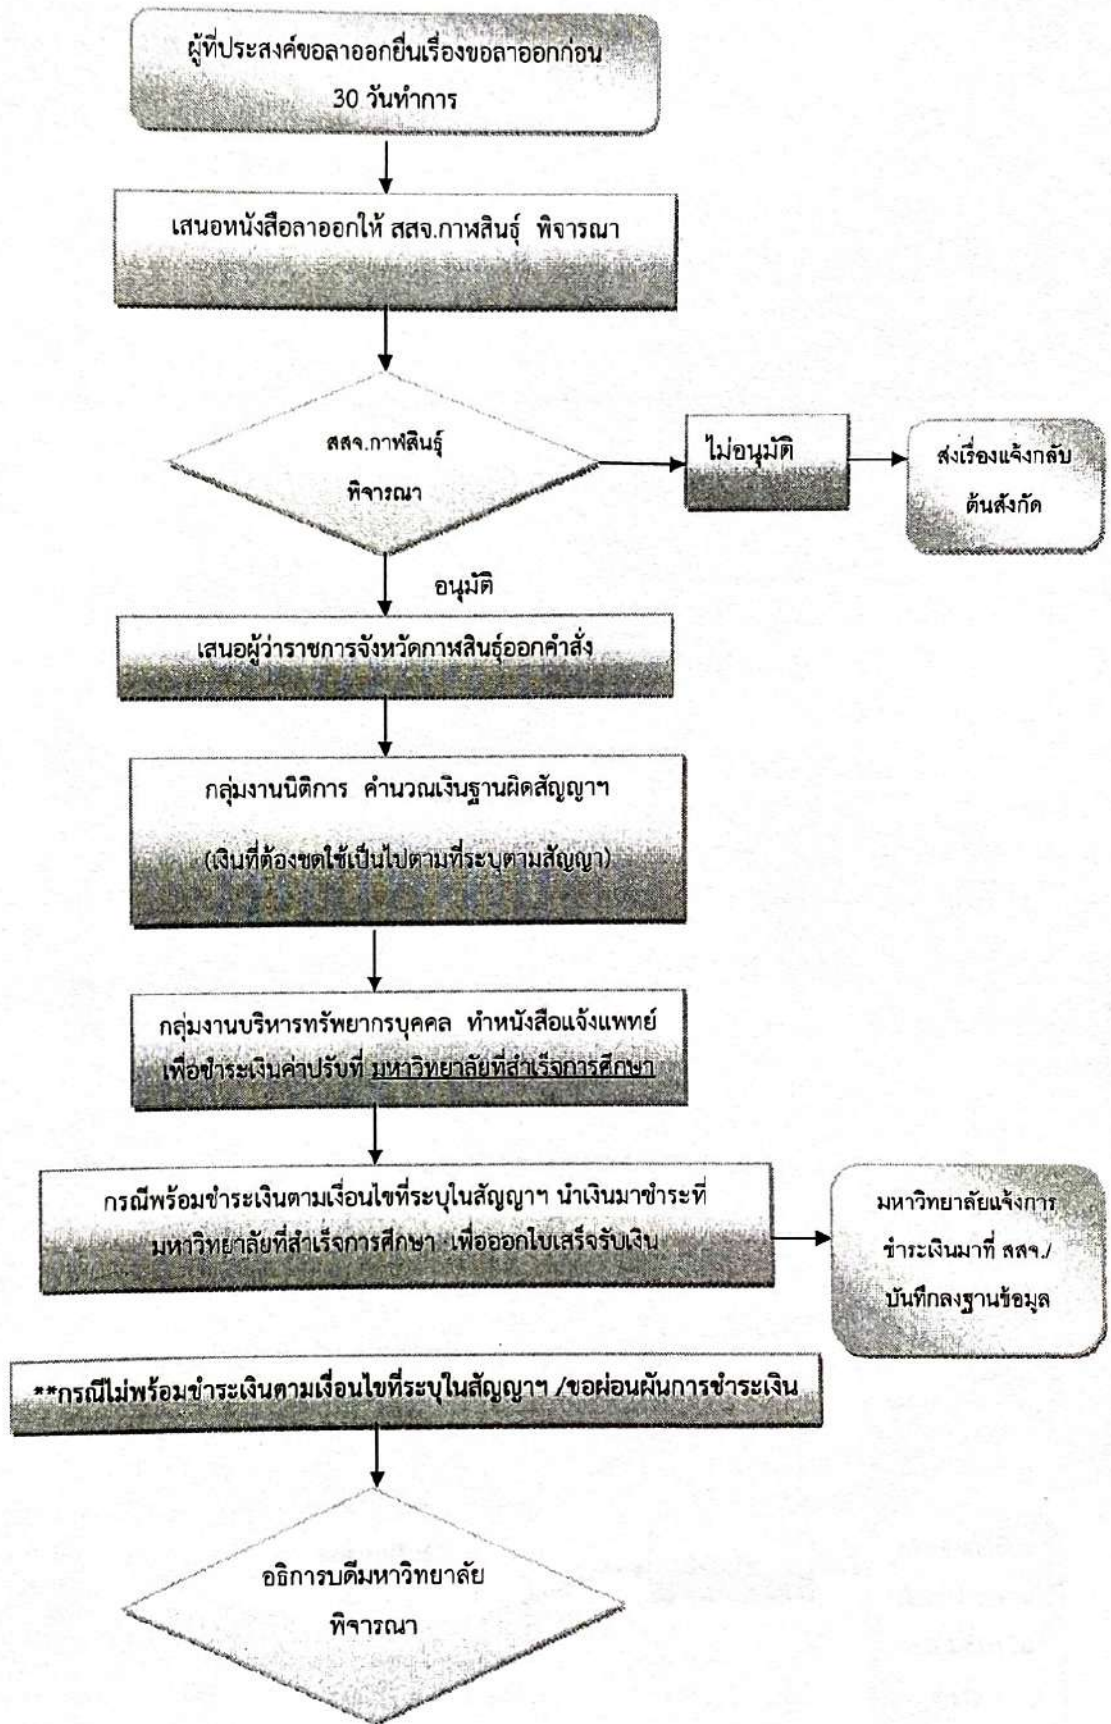 ผู้ที่ประสงค์ขอลาออกยื่นเรื่องขอลาออกก่อน
30 วันทำการ
เสนอหนังสือลาออกให้ สสจ.กาฬสินธุ์ พิจารณา
สสจ.กาฬสินธุ์
พิจารณา
ไม่อนุมัติ
ส่งเรื่องแจ้งกลับ
ต้นสังกัด
อนุมัติ
เสนอผู้ว่าราชการจังหวัดกาฬสินธุ์ออกคำสั่ง
กลุ่มงานนิติการ คำนวณเงินฐานผิดสัญญาฯ
(เงินที่ต้องชดใช้เป็นไปตามที่ระบุตามสัญญา)
กลุ่มงานบริหารทรัพยากรบุคคล ทำหนังสือแจ้งแพทย์
เพื่อชำระเงินค่าปรับที่ มหาวิทยาลัยที่สำเร็จการศึกษา
กรณีพร้อมชำระเงินตามเงื่อนไขที่ระบุในสัญญาฯ นำเงินมาชำระที่
มหาวิทยาลัยที่สำเร็จการศึกษา เพื่อออกใบเสร็จรับเงิน
มหาวิทยาลัยแจ้งการ
ชำระเงินมาที่ สสจ./
บันทึกลงฐานข้อมูล
**กรณีไม่พร้อมชำระเงินตามเงื่อนไขที่ระบุในสัญญาฯ /ขอผ่อนผันการชำระเงิน
อธิการบดีมหาวิทยาลัย
พิจารณา